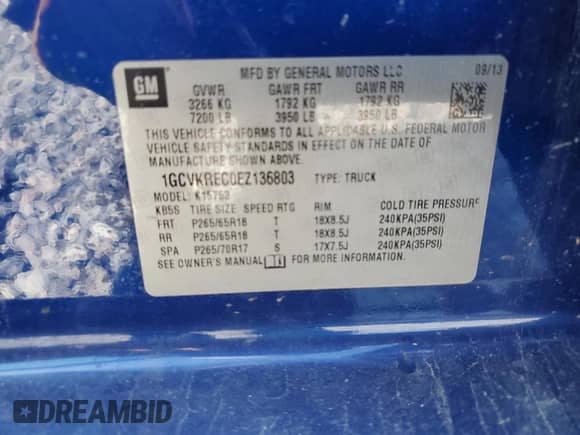 GM
MFD BY GENERAL MOTORS LLC 09/13
GVWR GAWR FRT GAWR RR
3266 KG 1792 KG 1792 KG
7200 LB 3950 LB 3950 LB
THIS VEHICLE CONFORMS TO ALL APPLICABLE U.S. FEDERAL MOTOR
VEHICLE SAFETY STANDARDS IN EFFECT ON THE DATE OF
MANUFACTURE SHOWN ABOVE.
1GCVKREC0EZ136803 TYPE: TRUCK
MODEL: K15753
KB5S TIRE SIZE SPEED RTG RIM COLD TIRE PRESSURE
FRT P265/65R18 T 18X8.5J 240KPA(35PSI)
RR P265/65R18 T 18X8.5J 240KPA(35PSI)
SPA P265/70R17 S 17X7.5J 240KPA(35PSI)
SEE OWNER'S MANUAL FOR MORE INFORMATION.
DREAMBID